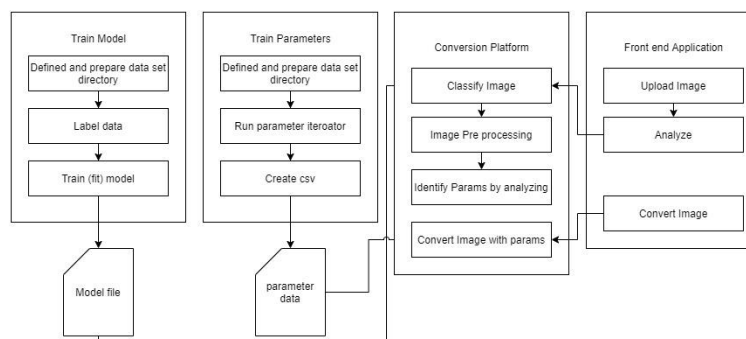 Train Model
Defined and prepare data set
directory
Label data
Train (fit) model
Model file
Train Parameters
Defined and prepare data set
directory
Run parameter iteroator
Create csv
parameter
data
Conversion Platform
Classify Image
Image Pre processing
Identify Params by analyzing
Convert Image with params
Front end Application
Upload Image
Analyze
Convert Image